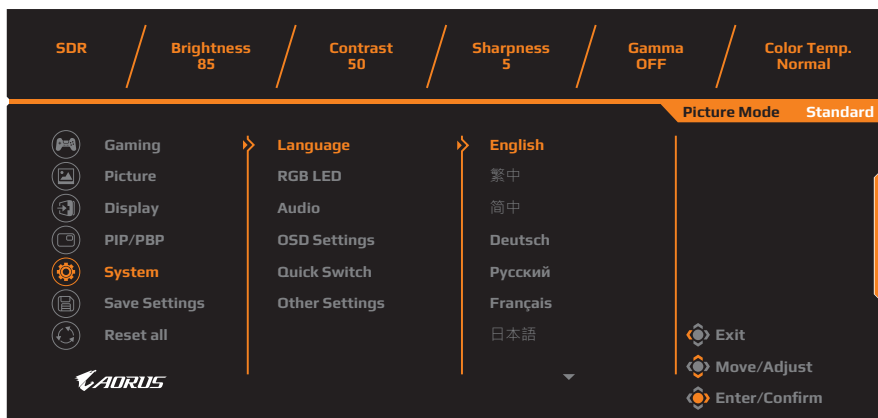 SDR
Brightness
85
Contrast
50
Sharpness
5
Gamma
OFF
Color Temp.
Normal
Picture Mode Standard
Gaming
Picture
Display
PIP/PBP
System
Save Settings
Reset all
Language
RGB LED
Audio
OSD Settings
Quick Switch
Other Settings
English
繁中
简中
Deutsch
Русский
Français
日本語
Exit
Move/Adjust
Enter/Confirm
AORUS